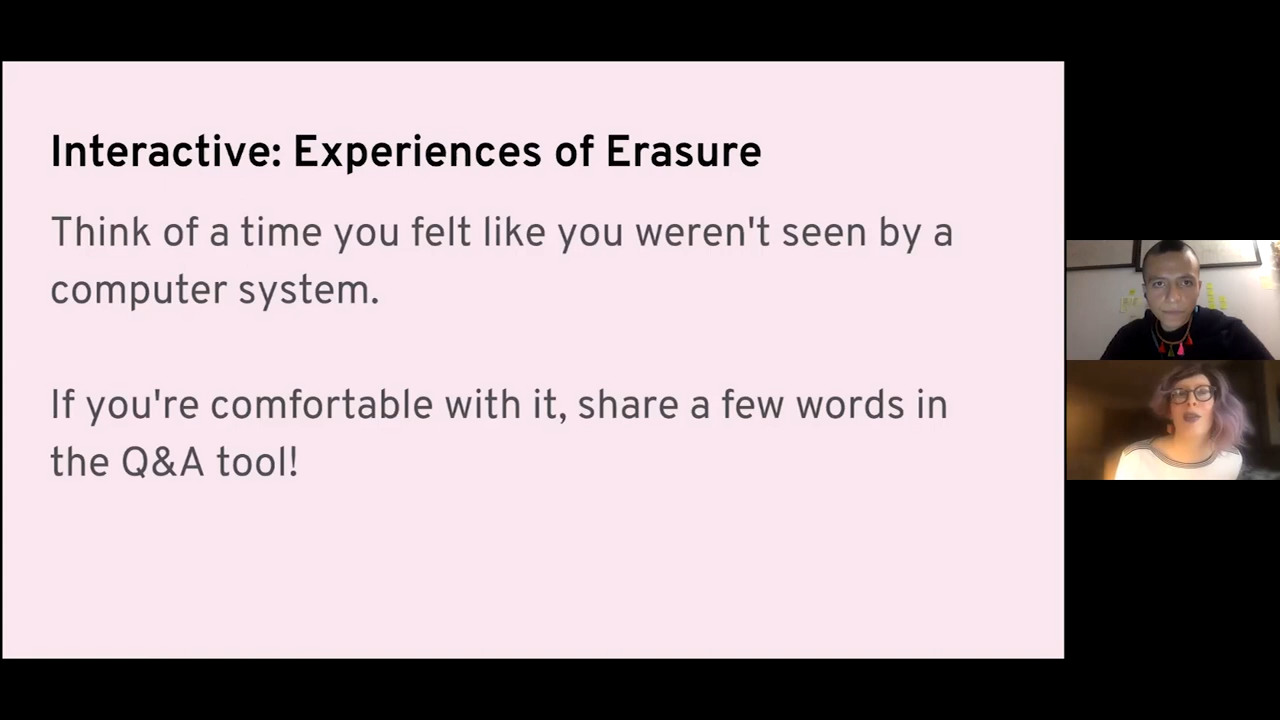 Interactive: Experiences of Erasure
Think of a time you felt like you weren't seen by a
computer system.
If you're comfortable with it, share a few words in
the Q&A tool!